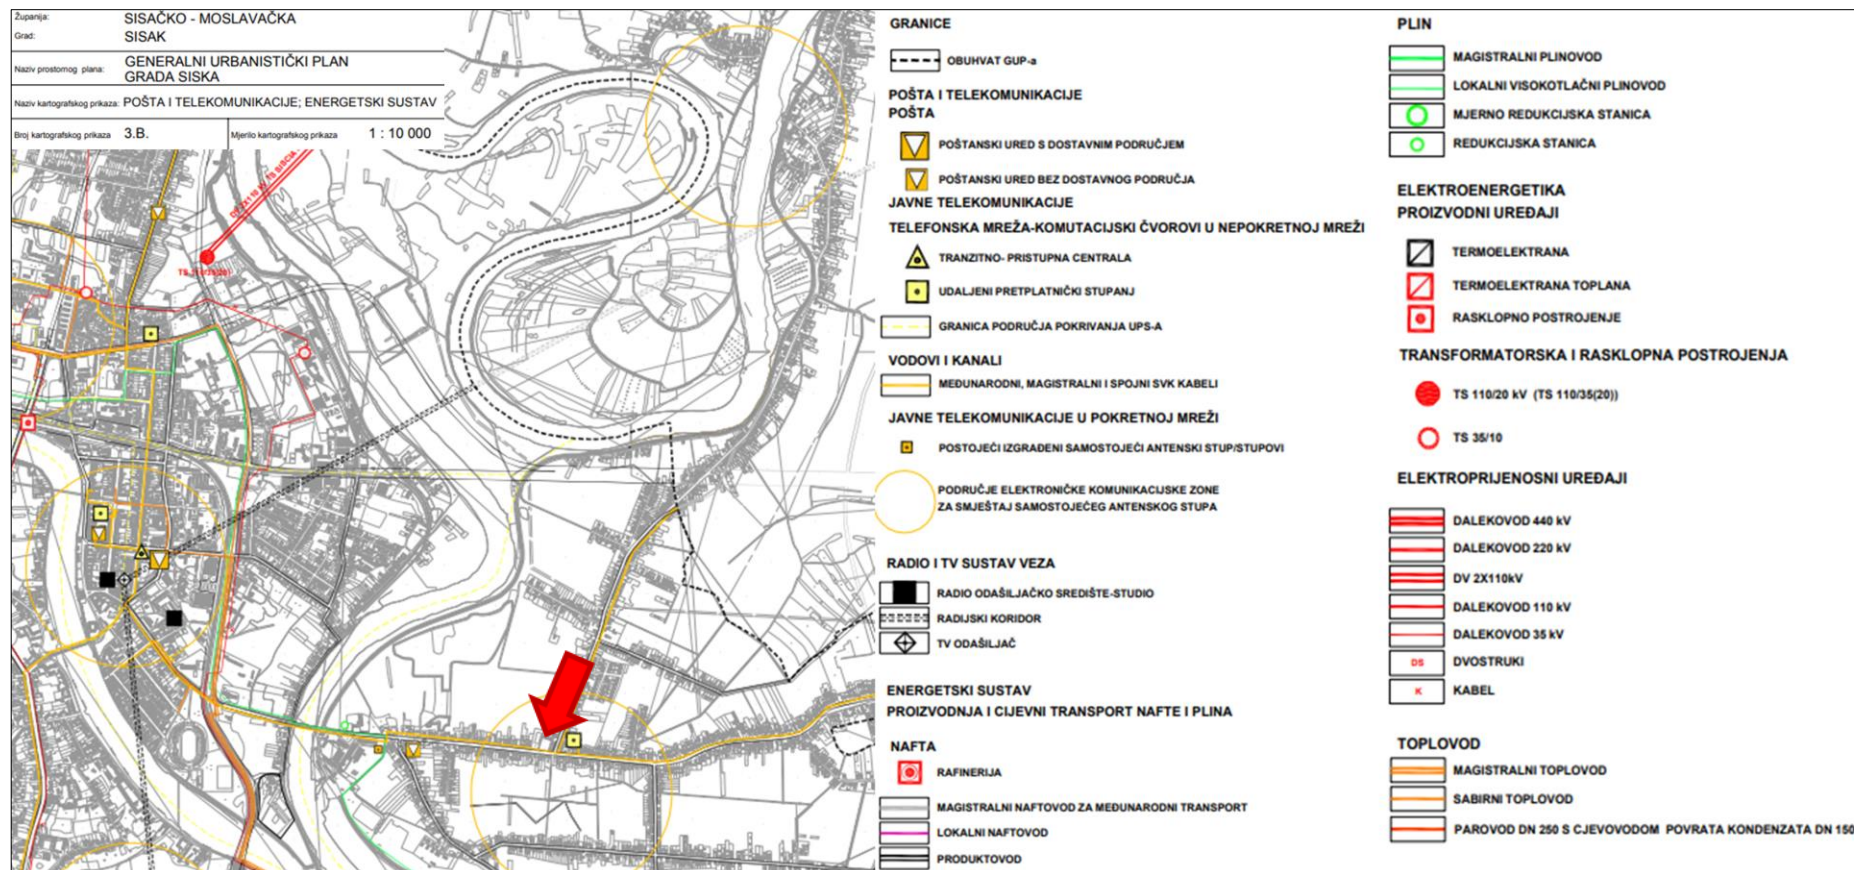 Županija: SISAČKO - MOSLAVAČKA
Grad: SISAK
Naziv prostornog plana: GENERALNI URBANISTIČKI PLAN
GRADA SISKA
Naziv kartografskog prikaza: POŠTA I TELEKOMUNIKACIJE; ENERGETSKI SUSTAV
Broj kartografskog prikaza 3.B. Mjerilo kartografskog prikaza 1 : 10 000
GRANICE
OBUHVAT GUP-a
POŠTA I TELEKOMUNIKACIJE
POŠTA
POŠTANSKI URED S DOSTAVNIM PODRUČJEM
POŠTANSKI URED BEZ DOSTAVNOG PODRUČJA
JAVNE TELEKOMUNIKACIJE
TELEFONSKA MREŽA-KOMUTACIJSKI ČVOROVI U NEPOKRETNOJ MREŽI
TRANZITNO- PRISTUPNA CENTRALA
UDALJENI PRETPLATNIČKI STUPANJ
GRANICA PODRUČJA POKRIVANJA UPS-A
VODOVI I KANALI
MEĐUNARODNI, MAGISTRALNI I SPOJNI SVK KABELI
JAVNE TELEKOMUNIKACIJE U POKRETNOJ MREŽI
POSTOJEĆI IZGRAĐENI SAMOSTOJEĆI ANTENSKI STUP/STUPOVI
PODRUČJE ELEKTRONIČKE KOMUNIKACIJSKE ZONE
ZA SMJEŠTAJ SAMOSTOJEĆEG ANTENSKOG STUPA
RADIO I TV SUSTAV VEZA
RADIO ODAŠILJAČKO SREDIŠTE-STUDIO
RADIJSKI KORIDOR
TV ODAŠILJAČ
ENERGETSKI SUSTAV
PROIZVODNJA I CIJEVNI TRANSPORT NAFTE I PLINA
NAFTA
RAFINERIJA
MAGISTRALNI NAFTOVOD ZA MEĐUNARODNI TRANSPORT
LOKALNI NAFTOVOD
PRODUKTOVOD
PLIN
MAGISTRALNI PLINOVOD
LOKALNI VISOKOTLAČNI PLINOVOD
MJERNO REDUKCIJSKA STANICA
REDUKCIJSKA STANICA
ELEKTROENERGETIKA
PROIZVODNI UREĐAJI
TERMOELEKTRANA
TERMOELEKTRANA TOPLANA
RASKLOPNO POSTROJENJE
TRANSFORMATORSKA I RASKLOPNA POSTROJENJA
TS 110/20 kV (TS 110/35(20))
TS 35/10
ELEKTROPRIJENOSNI UREĐAJI
DALEKOVOD 440 kV
DALEKOVOD 220 kV
DV 2X110kV
DALEKOVOD 110 kV
DALEKOVOD 35 kV
DS DVOSTRUKI
K KABEL
TOPLOVOD
MAGISTRALNI TOPLOVOD
SABIRNI TOPLOVOD
PAROVOD DN 250 S CJEVOVODOM POVRATA KONDENZATA DN 150